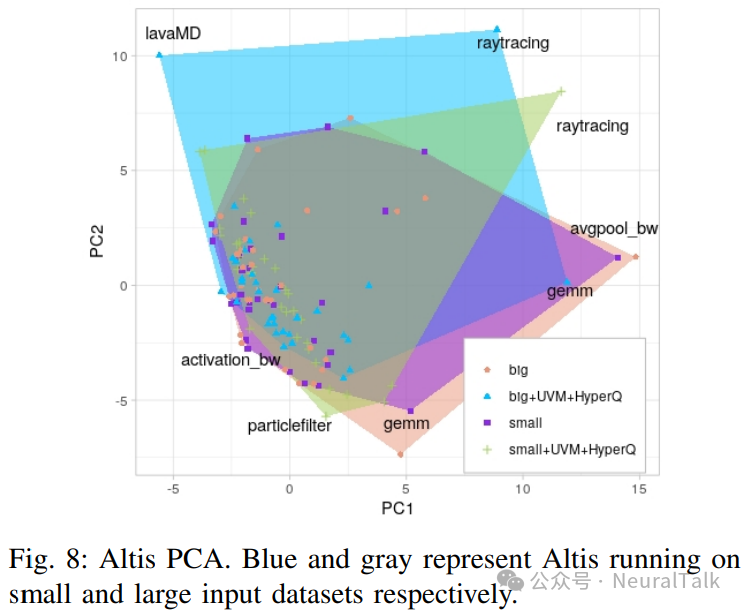 lavaMD
raytracing
raytracing
avgpool_bw
gemm
activation_bw
particlefilter
gemm
10
5
0
-5
PC2
-5
0
5
10
15
PC1
big
big+UVM+HyperQ
small
small+UVM+HyperQ
Fig. 8: Altis PCA. Blue and gray represent Altis running on
small and large input datasets respectively.
公众号 · NeuralTalk